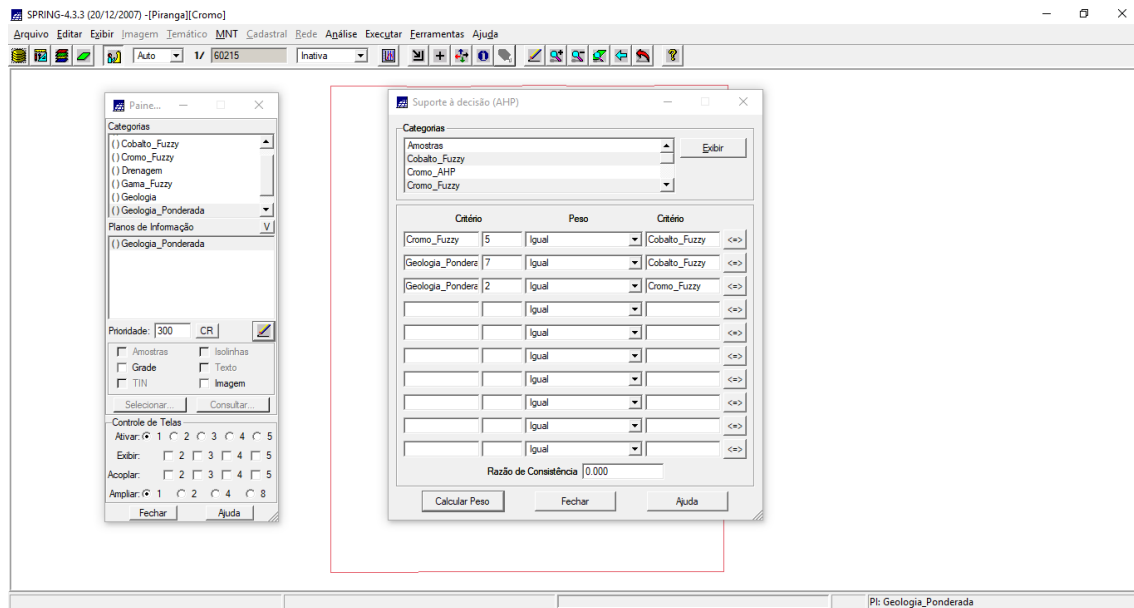 SPRING-4.3.3 (20/12/2007) -[Piranga][Cromo]
Arquivo Editar Exibir Imagem Temático MNT Cadastral Rede Análise Executar Ferramentas Ajuda
Auto 1/ 60215 Inativa
Paine...
Categorias
() Cobalto_Fuzzy
() Cromo_Fuzzy
() Drenagem
() Gama_Fuzzy
() Geologia
() Geologia_Ponderada
Planos de Informação V
() Geologia_Ponderada
Prioridade: 300 CR
Amostras Isolinhas
Grade Texto
TIN Imagem
Selecionar... Consultar...
Controle de Telas
Ativar: 1 2 3 4 5
Exibir: 2 3 4 5
Acoplar: 2 3 4 5
Ampliar: 1 2 4 8
Fechar Ajuda
Suporte à decisão (AHP)
Categorias
Amostras
Cobalto_Fuzzy
Cromo_AHP
Cromo_Fuzzy
Exibir
Critério Peso Critério
Cromo_Fuzzy 5 Igual Cobalto_Fuzzy <=>
Geologia_Pondera 7 Igual Cobalto_Fuzzy <=>
Geologia_Pondera 2 Igual Cromo_Fuzzy <=>
Igual <=>
Igual <=>
Igual <=>
Igual <=>
Igual <=>
Igual <=>
Igual <=>
Razão de Consistência 0.000
Calcular Peso Fechar Ajuda
PI: Geologia_Ponderada